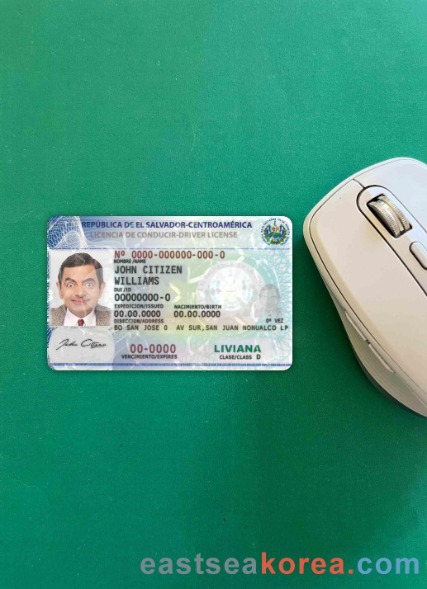 REPÚBLICA DE EL SALVADOR-CENTROAMÉRICA
LICENCIA DE CONDUCIR-DRIVER LICENSE
Nº 0000-000000-000-0
NOMBRE/NAME
JOHN CITIZEN
WILLIAMS
DUI/ID
00000000-0
EXPEDICION/ISSUED NACIMIENTO/BIRTH
00.00.0000 00.00.0000
DIRECCION/ADDRESS 0ª VEZ
BO SAN JOSE 0 AV SUR,SAN JUAN NONUALCO LP
John Citizen
00-0000 LIVIANA
VENCIMIENTO/EXPIRES CLASE/CLASS D
eastseakorea.com